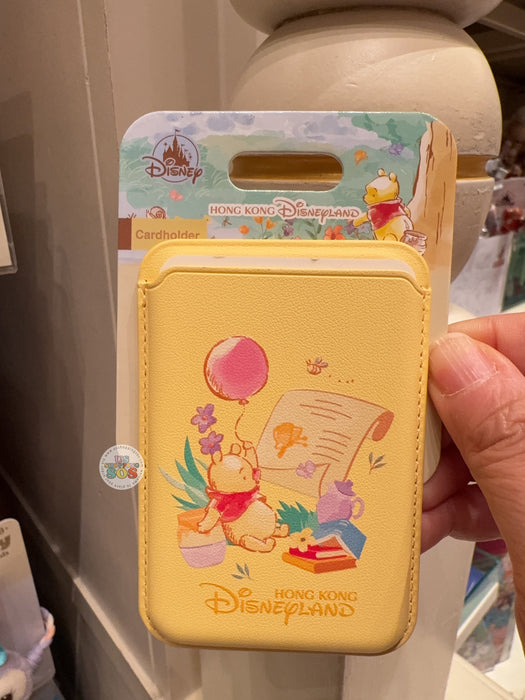 Disney
HONG KONG DISNEYLAND
Cardholder
HONG KONG
DISNEYLAND